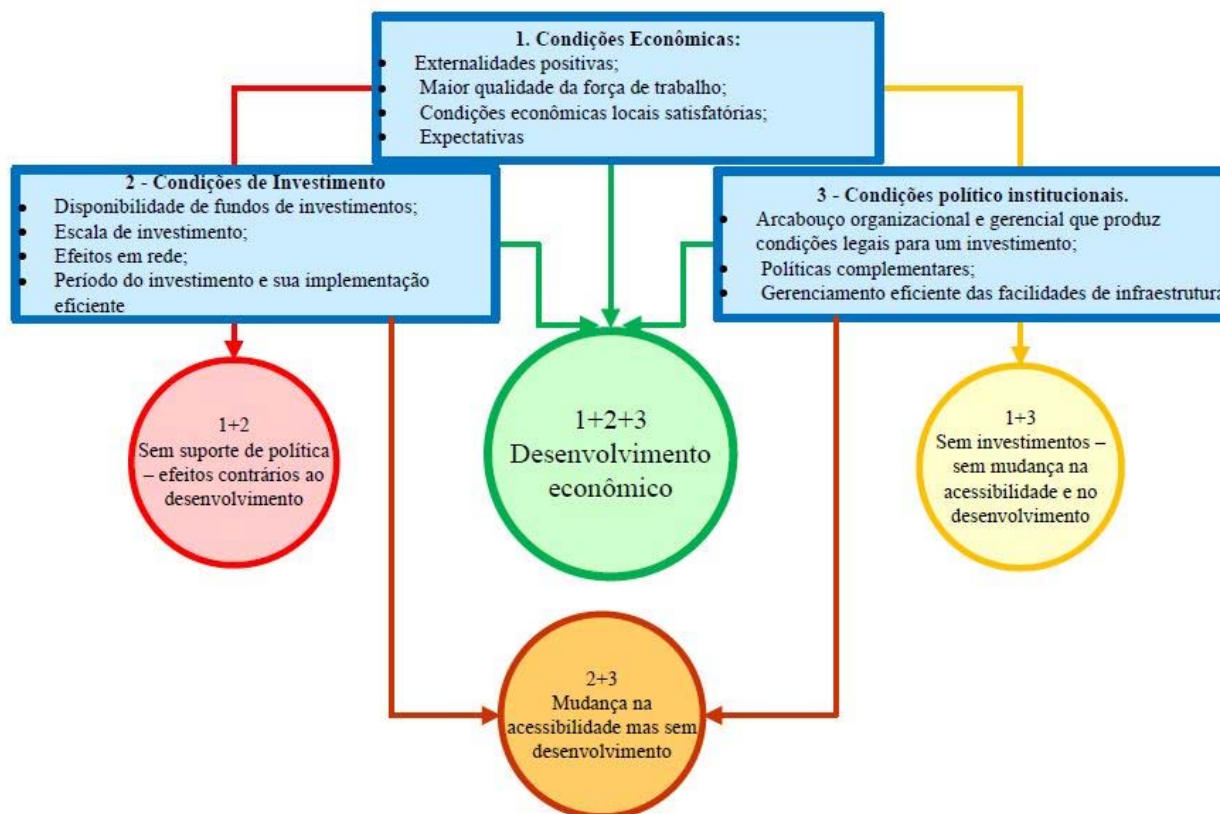 1. Condições Econômicas:
• Externalidades positivas;
• Maior qualidade da força de trabalho;
• Condições econômicas locais satisfatórias;
• Expectativas
2 - Condições de Investimento
• Disponibilidade de fundos de investimentos;
• Escala de investimento;
• Efeitos em rede;
• Período do investimento e sua implementação
eficiente
3 - Condições político institucionais.
• Arcabouço organizacional e gerencial que produz
condições legais para um investimento;
• Políticas complementares;
• Gerenciamento eficiente das facilidades de infraestrutura
1+2
Sem suporte de política
– efeitos contrários ao
desenvolvimento
1+2+3
Desenvolvimento
econômico
1+3
Sem investimentos –
sem mudança na
acessibilidade e no
desenvolvimento
2+3
Mudança na
acessibilidade mas sem
desenvolvimento